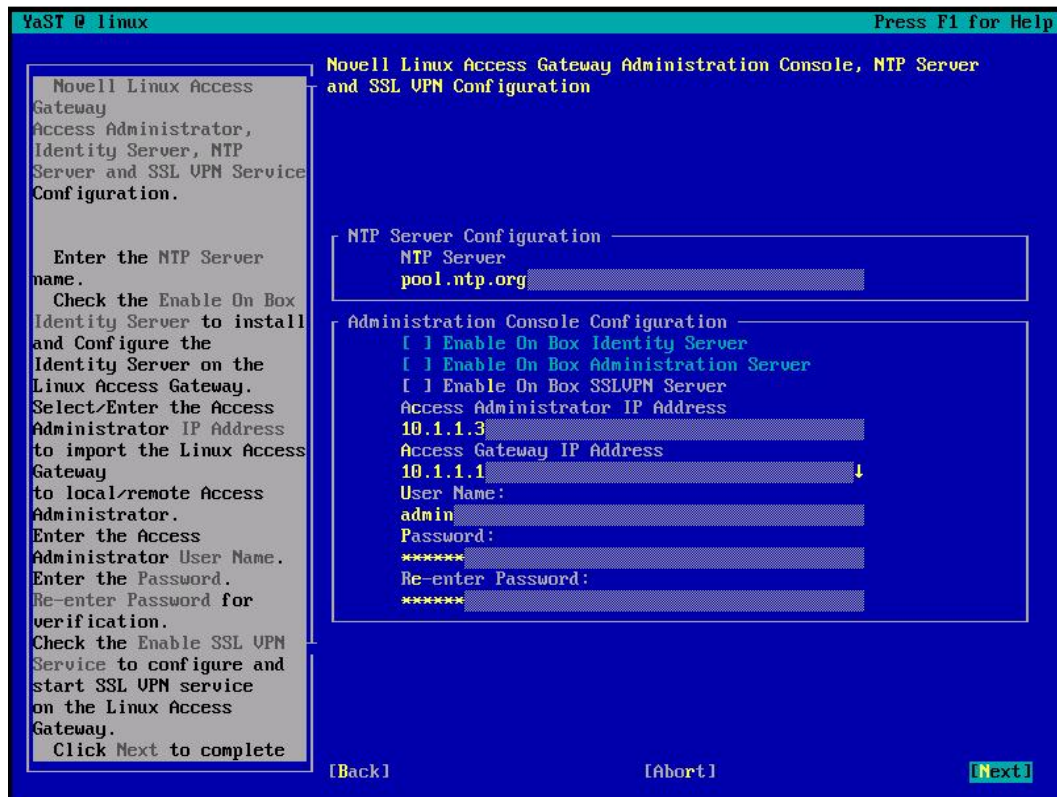 YaST @ linux
Press F1 for Help
Novell Linux Access
Gateway
Access Administrator,
Identity Server, NTP
Server and SSL VPN Service
Configuration.
Enter the NTP Server
name.
Check the Enable On Box
Identity Server to install
and Configure the
Identity Server on the
Linux Access Gateway.
Select/Enter the Access
Administrator IP Address
to import the Linux Access
Gateway
to local/remote Access
Administrator.
Enter the Access
Administrator User Name.
Enter the Password.
Re-enter Password for
verification.
Check the Enable SSL VPN
Service to configure and
start SSL VPN service
on the Linux Access
Gateway.
Click Next to complete
Novell Linux Access Gateway Administration Console, NTP Server
and SSL VPN Configuration
NTP Server Configuration
NTP Server
pool.ntp.org
Administration Console Configuration
[ ] Enable On Box Identity Server
[ ] Enable On Box Administration Server
[ ] Enable On Box SSLVPN Server
Access Administrator IP Address
10.1.1.3
Access Gateway IP Address
10.1.1.1↓
User Name:
admin
Password:
******
Re-enter Password:
******
[Back]
[Abort]
[Next]